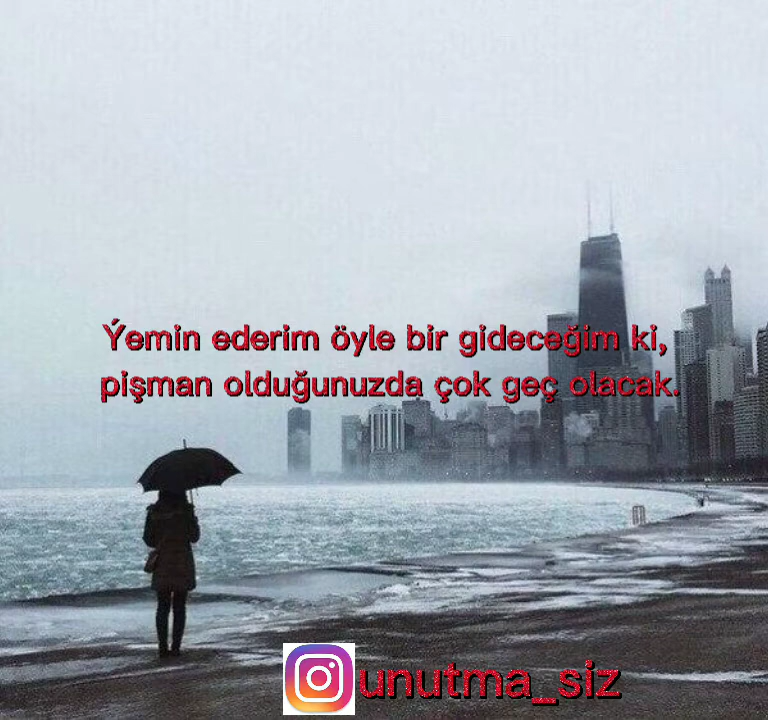 Ýemin ederim öyle bir gideceğim ki,
pişman olduğunuzda çok geç olacak.
unutma_siz